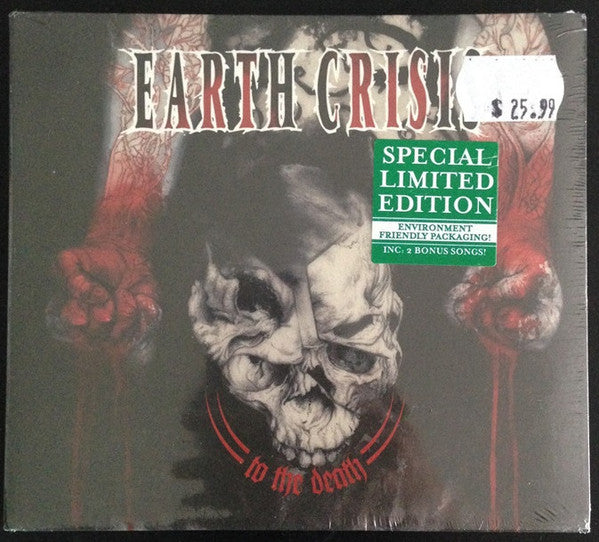 EARTH CRISIS
$ 25.99
SPECIAL
LIMITED
EDITION
ENVIRONMENT
FRIENDLY PACKAGING!
INC: 2 BONUS SONGS!
to the death